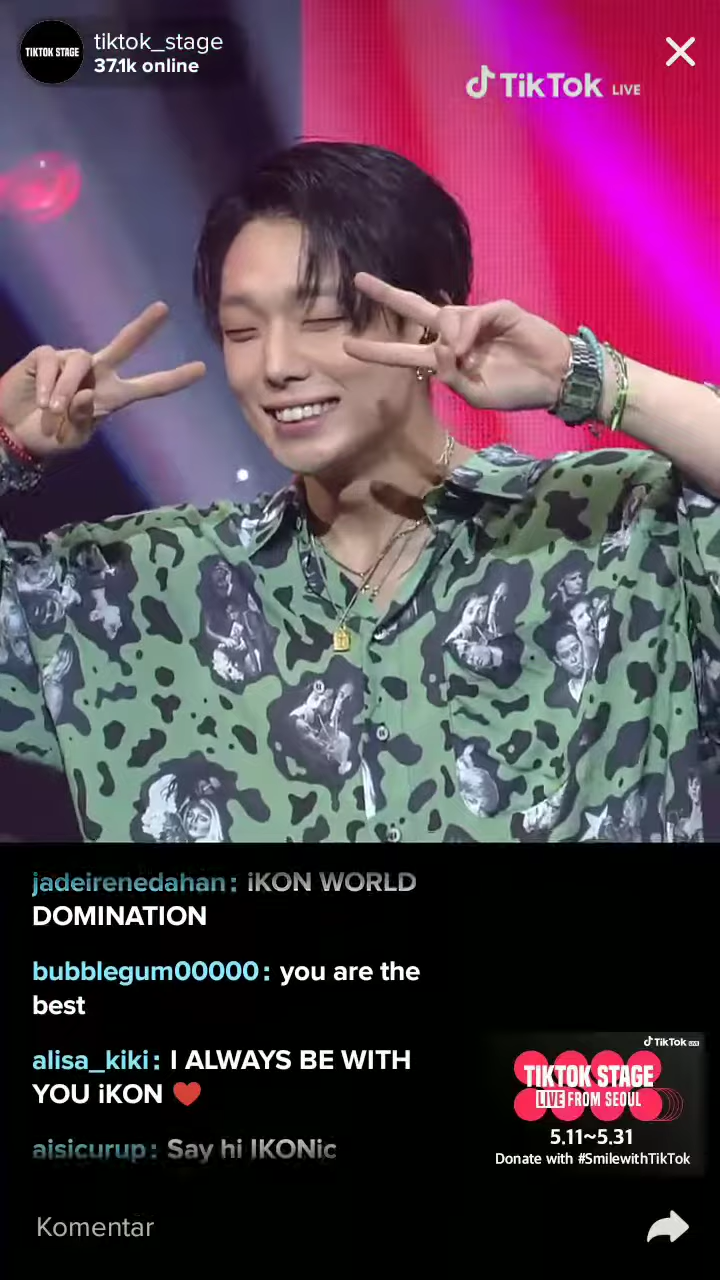 TIKTOK STAGE
tiktok_stage
37.1k online
TikTok LIVE
jadeirenedahan: iKON WORLD
DOMINATION
bubblegum00000: you are the
best
alisa_kiki: I ALWAYS BE WITH
YOU iKON ❤️
aisicurup: Say hi IKONic
TikTok LIVE
TIKTOK STAGE
LIVE FROM SEOUL
5.11~5.31
Donate with #SmilewithTikTok
Komentar